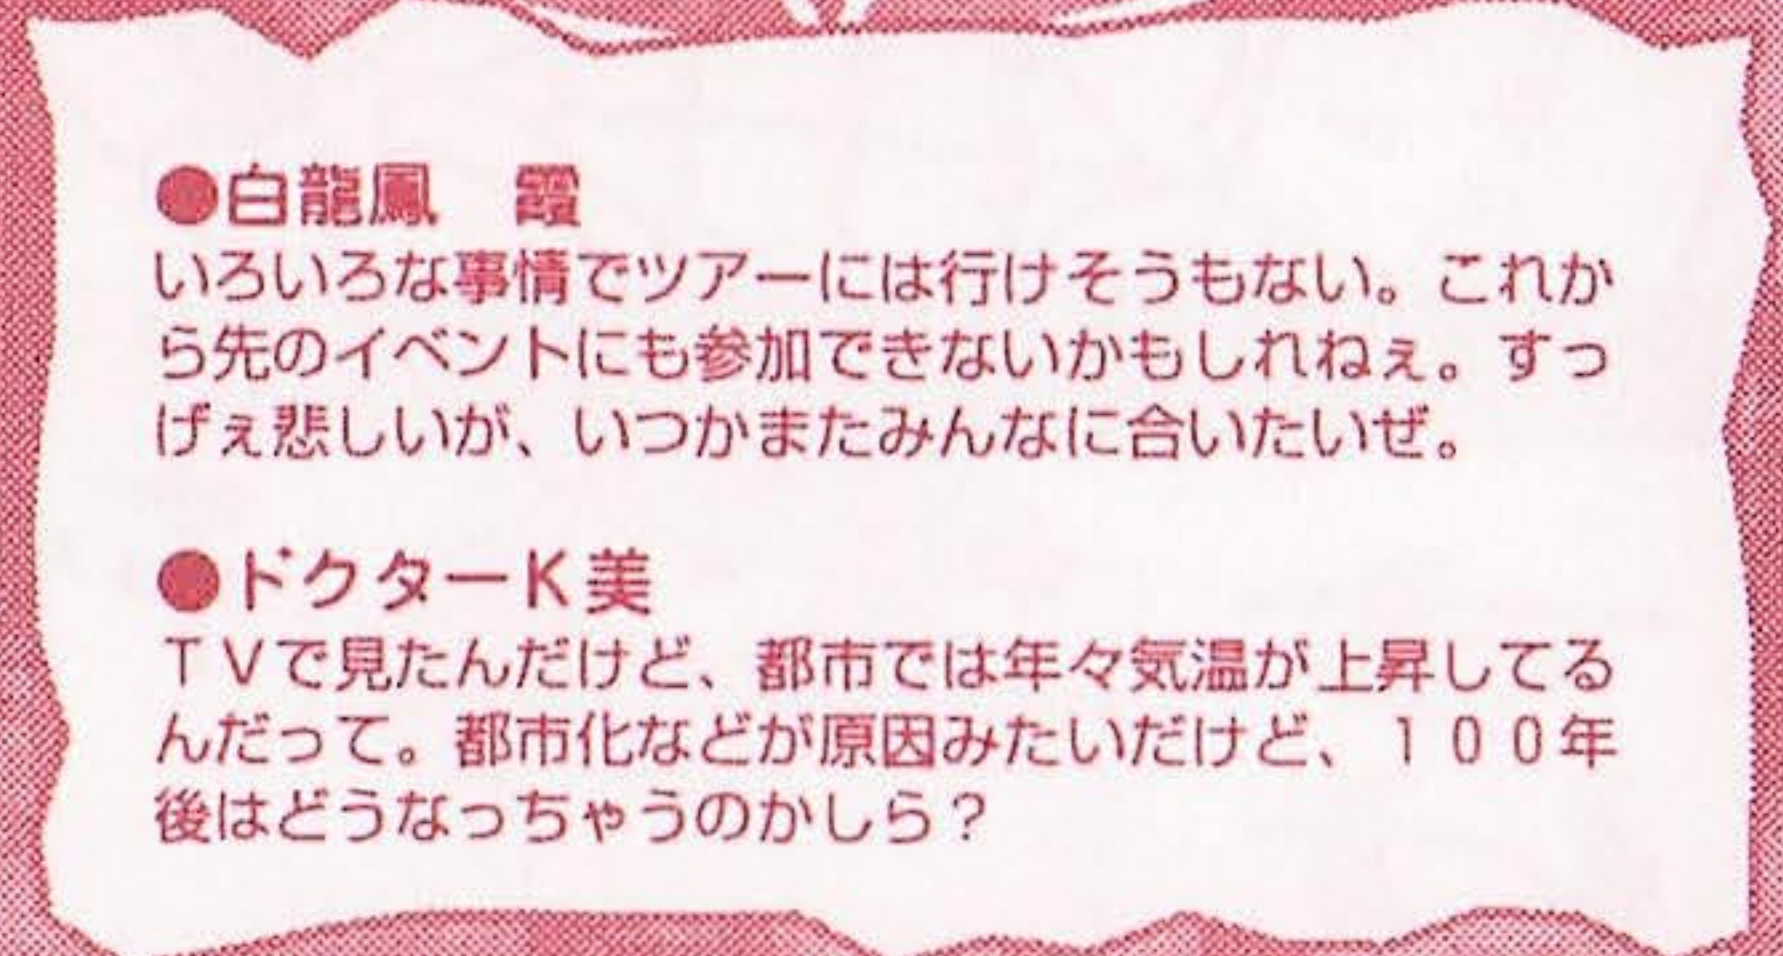 ●白龍鳳　霞
いろいろな事情でツアーには行けそうもない。これか
ら先のイベントにも参加できないかもしれねぇ。すっ
げぇ悲しいが、いつかまたみんなに合いたいぜ。
●ドクターK美
TVで見たんだけど、都市では年々気温が上昇してる
んだって。都市化などが原因みたいだけど、100年
後はどうなっちゃうのかしら？